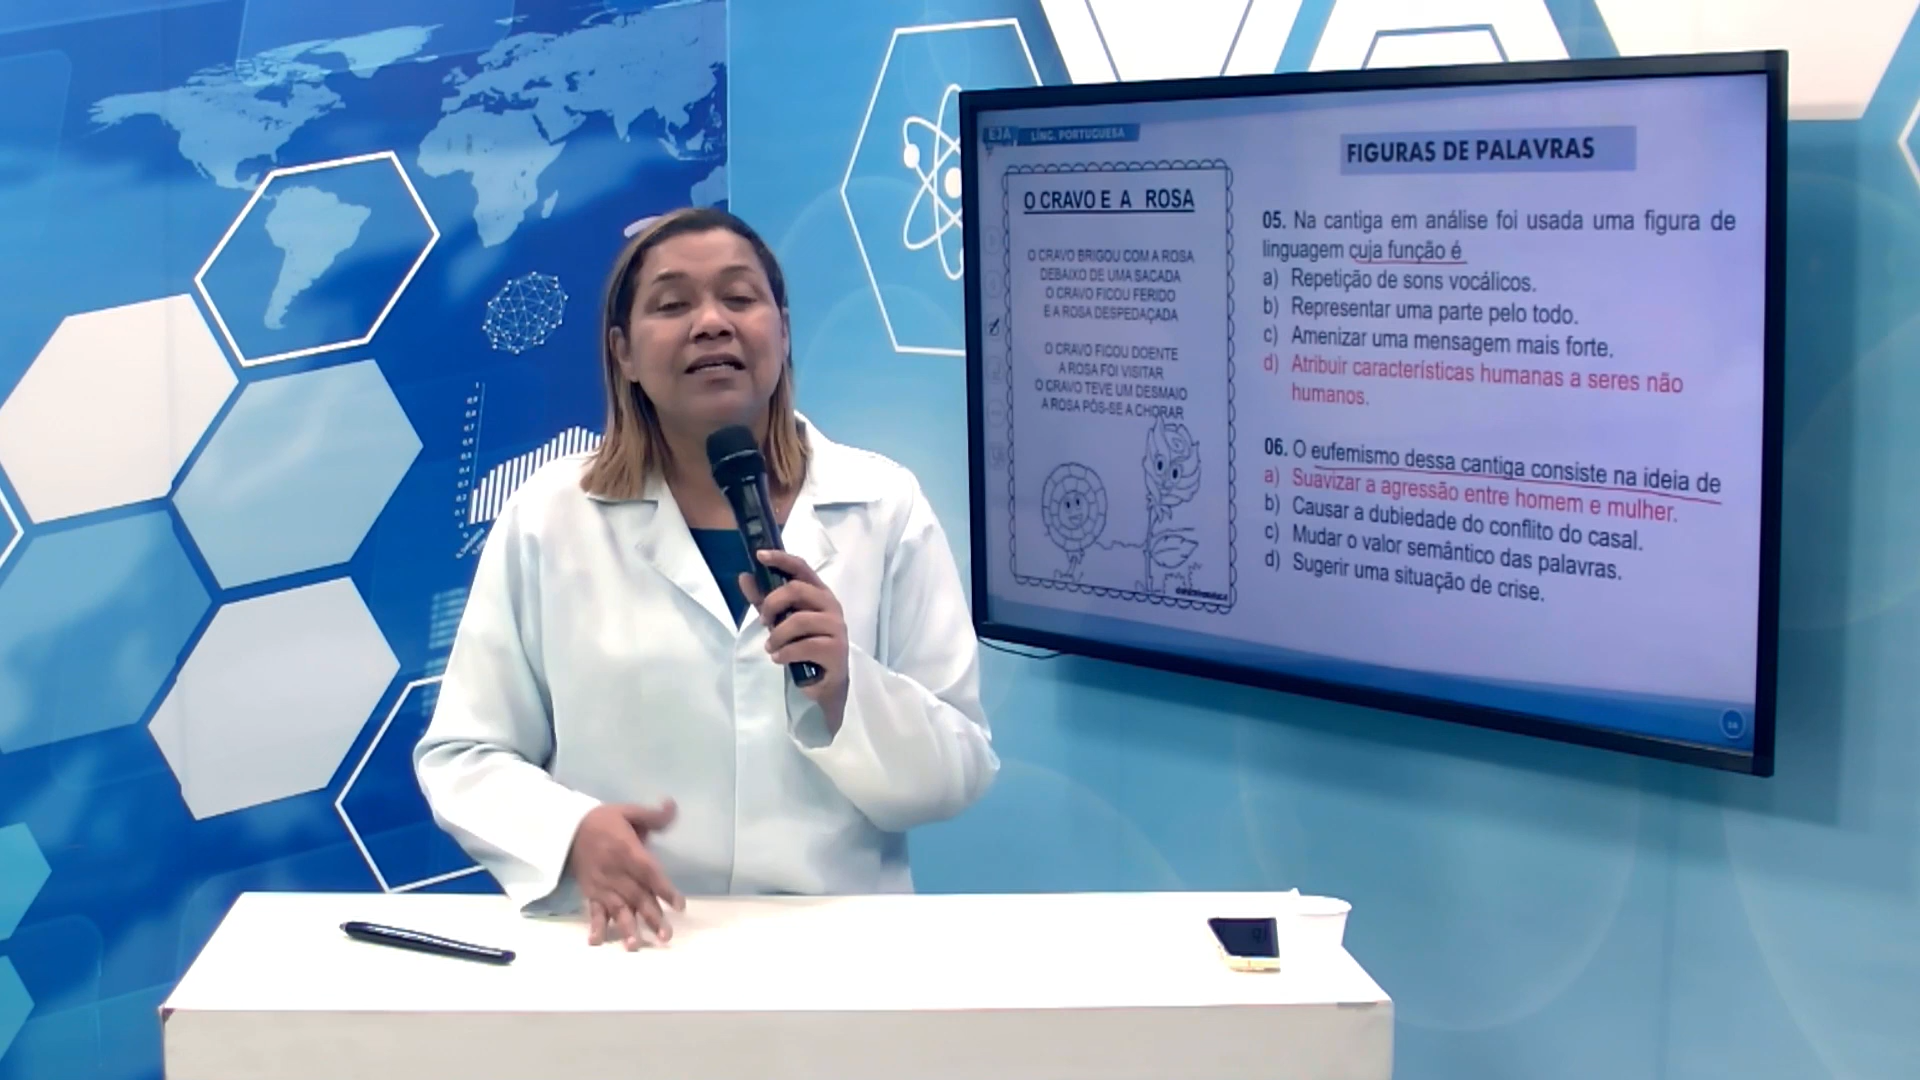 EJA LÍNG. PORTUGUESA
FIGURAS DE PALAVRAS
O CRAVO E A ROSA
O CRAVO BRIGOU COM A ROSA
DEBAIXO DE UMA SACADA
O CRAVO FICOU FERIDO
E A ROSA DESPEDAÇADA
O CRAVO FICOU DOENTE
A ROSA FOI VISITAR
O CRAVO TEVE UM DESMAIO
A ROSA PÔS-SE A CHORAR
05. Na cantiga em análise foi usada uma figura de
linguagem cuja função é
a) Repetição de sons vocálicos.
b) Representar uma parte pelo todo.
c) Amenizar uma mensagem mais forte.
d) Atribuir características humanas a seres não
humanos.
06. O eufemismo dessa cantiga consiste na ideia de
a) Suavizar a agressão entre homem e mulher.
b) Causar a dubiedade do conflito do casal.
c) Mudar o valor semântico das palavras.
d) Sugerir uma situação de crise.